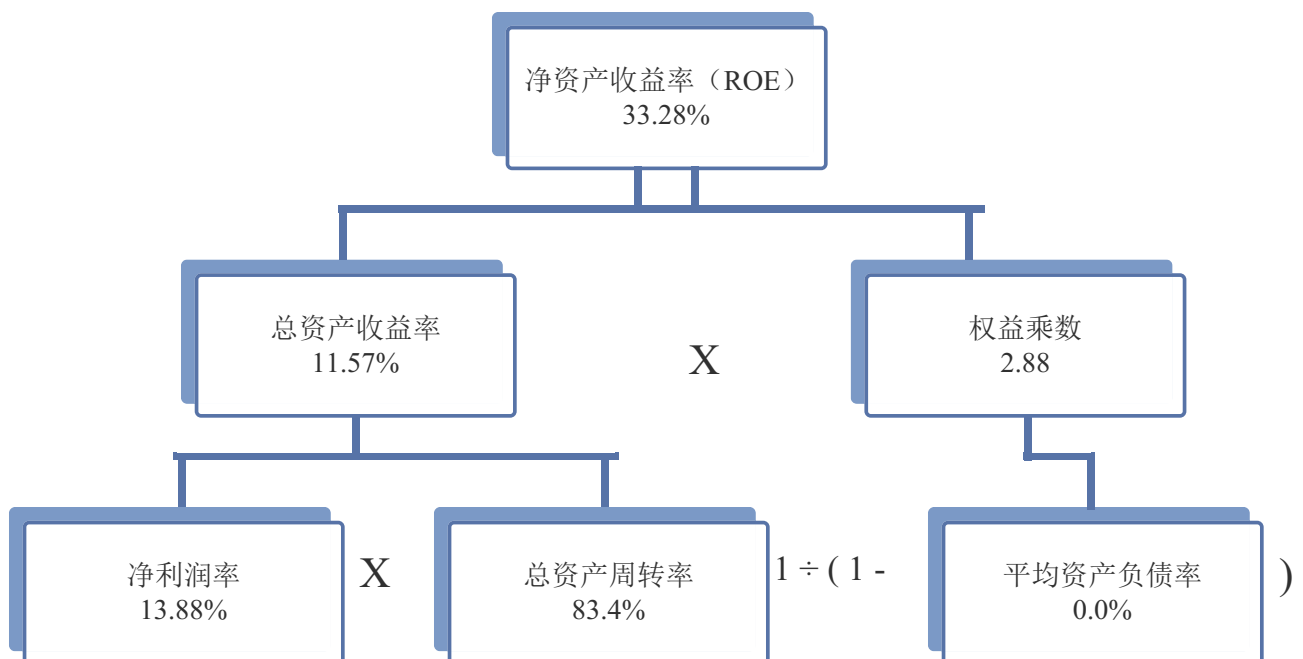 净资产收益率（ROE）
33.28%
总资产收益率
11.57%
X
权益乘数
2.88
净利润率
13.88%
X
总资产周转率
83.4%
1 ÷ ( 1 -
平均资产负债率
0.0%
)